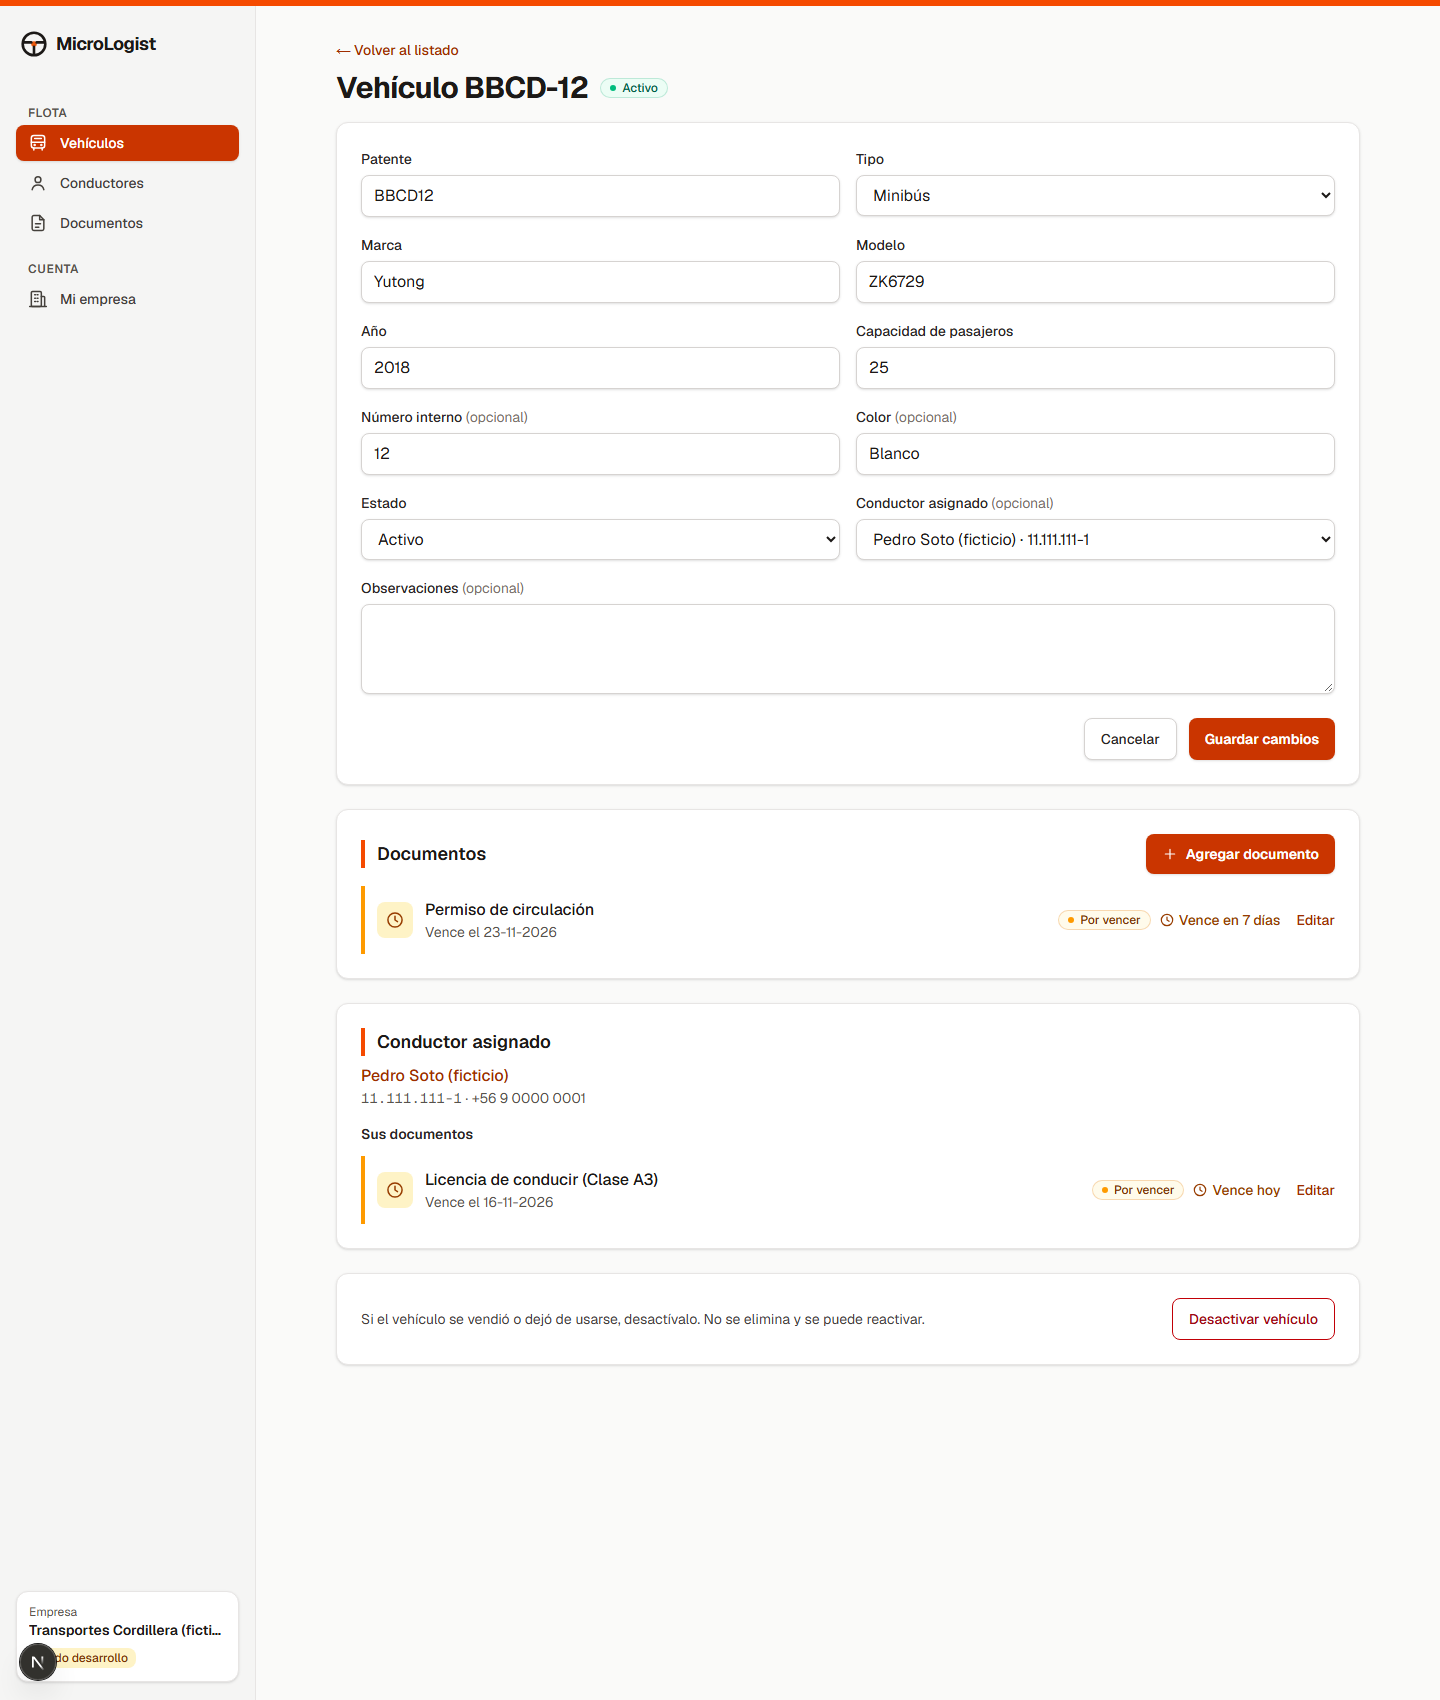 MicroLogist
FLOTA
Vehículos
Conductores
Documentos
CUENTA
Mi empresa
Empresa
Transportes Cordillera (ficti...
do desarrollo
N
← Volver al listado
Vehículo BBCD-12
Activo
Patente
BBCD12
Tipo
Minibús
Marca
Yutong
Modelo
ZK6729
Año
2018
Capacidad de pasajeros
25
Número interno (opcional)
12
Color (opcional)
Blanco
Estado
Activo
Conductor asignado (opcional)
Pedro Soto (ficticio) · 11.111.111-1
Observaciones (opcional)
Cancelar
Guardar cambios
Documentos
+ Agregar documento
Permiso de circulación
Vence el 23-11-2026
Por vencer
Vence en 7 días
Editar
Conductor asignado
Pedro Soto (ficticio)
11.111.111-1 · +56 9 0000 0001
Sus documentos
Licencia de conducir (Clase A3)
Vence el 16-11-2026
Por vencer
Vence hoy
Editar
Si el vehículo se vendió o dejó de usarse, desactívalo. No se elimina y se puede reactivar.
Desactivar vehículo